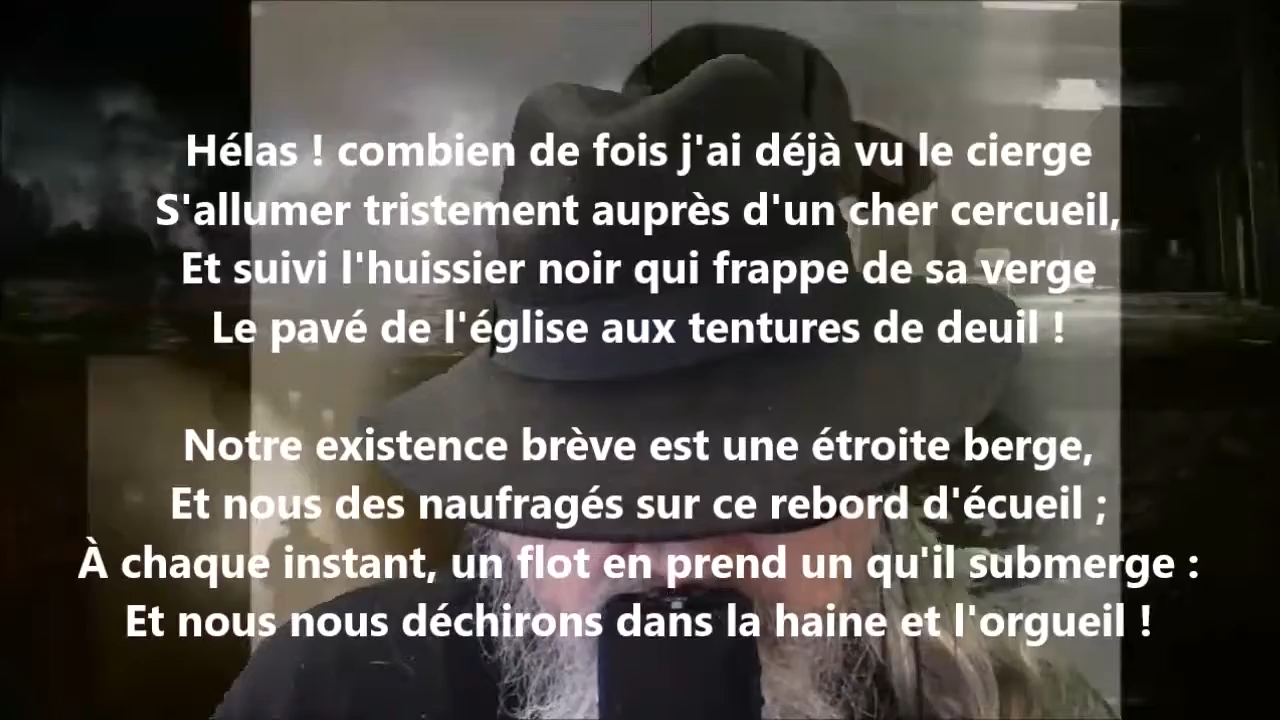 Hélas ! combien de fois j'ai déjà vu le cierge
S'allumer tristement auprès d'un cher cercueil,
Et suivi l'huissier noir qui frappe de sa verge
Le pavé de l'église aux tentures de deuil !
Notre existence brève est une étroite berge,
Et nous des naufragés sur ce rebord d'écueil ;
À chaque instant, un flot en prend un qu'il submerge :
Et nous nous déchirons dans la haine et l'orgueil !